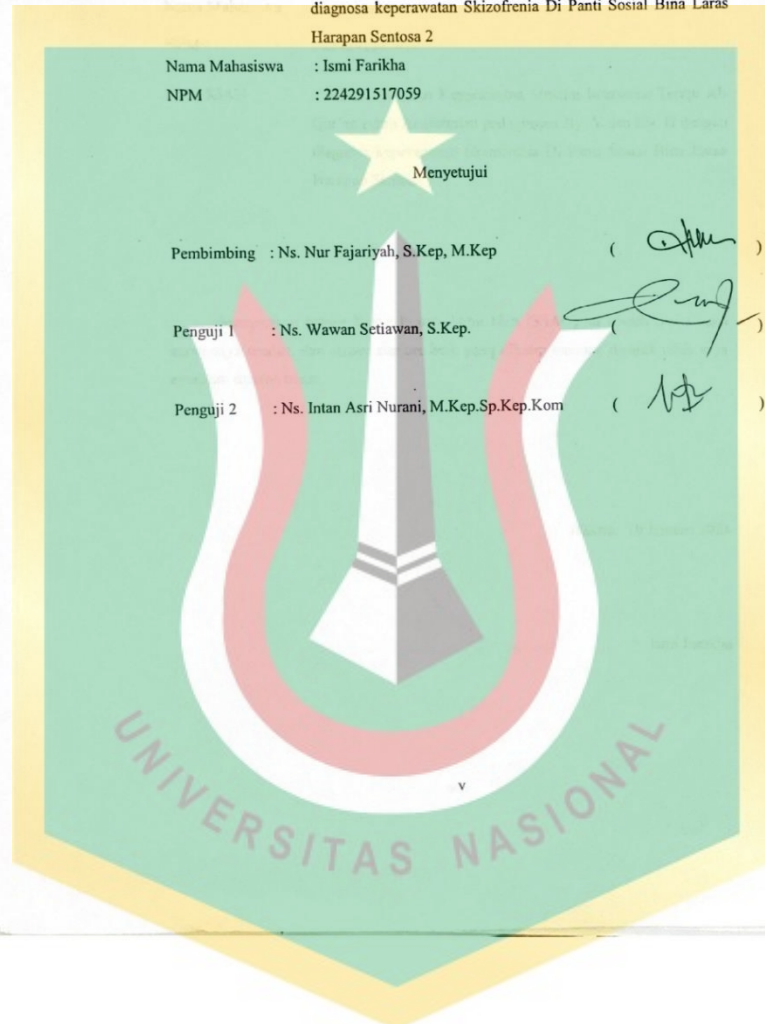 diagnosa keperawatan Skizofrenia Di Panti Sosial Bina Laras
Harapan Sentosa 2
Nama Mahasiswa : Ismi Farikha
NPM : 224291517059
Menyetujui
Pembimbing : Ns. Nur Fajariyah, S.Kep, M.Kep ( )
Penguji 1 : Ns. Wawan Setiawan, S.Kep. ( )
Penguji 2 : Ns. Intan Asri Nurani, M.Kep.Sp.Kep.Kom ( )
v
UNIVERSITAS NASIONAL